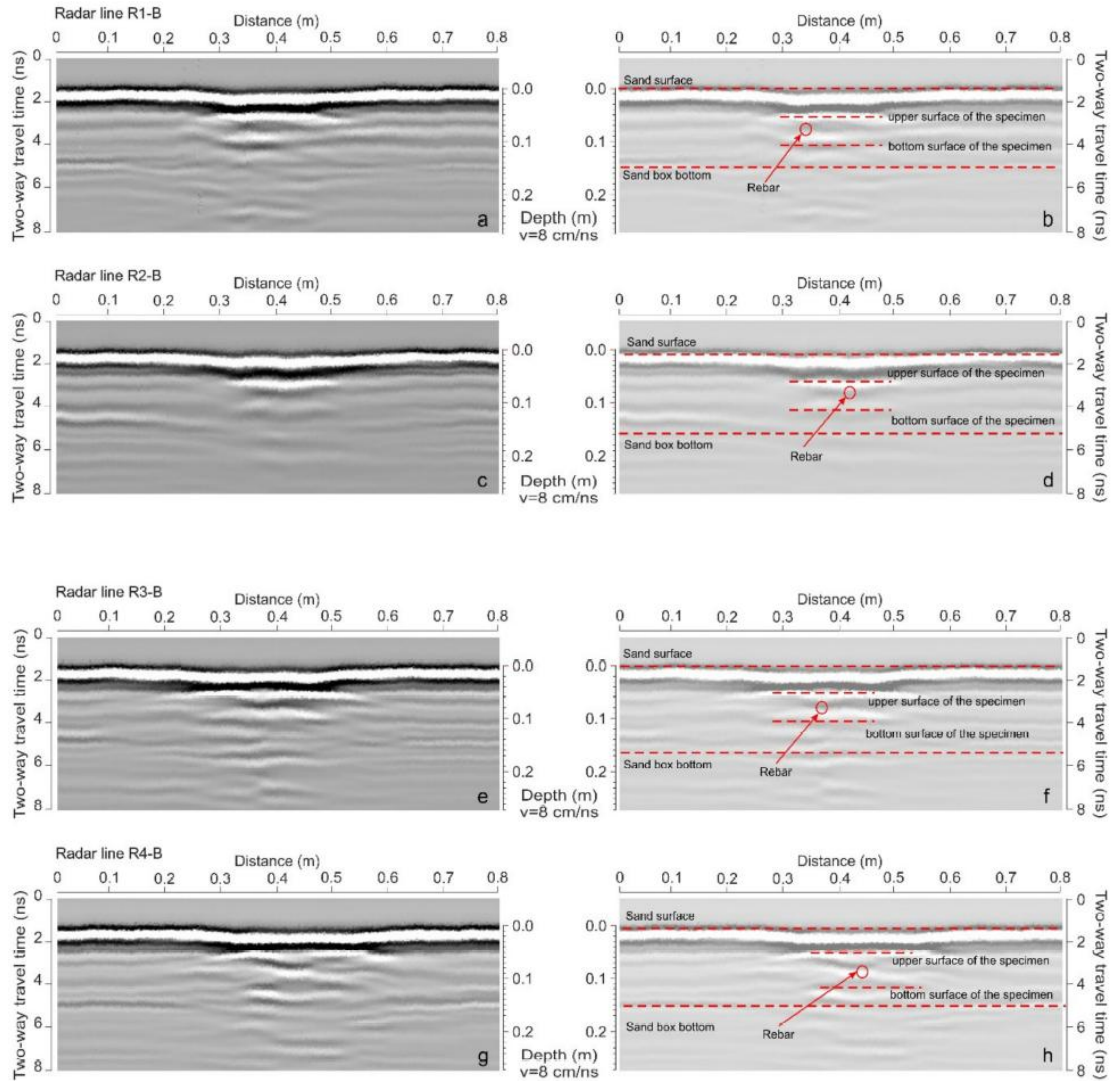 Radar line R1-B
Distance (m)
Distance (m)
0 0.1 0.2 0.3 0.4 0.5 0.6 0.7 0.8
0 0.1 0.2 0.3 0.4 0.5 0.6 0.7 0.8
Two-way travel time (ns)
0
2
4
6
8
0.0
0.1
0.2
Depth (m)
v=8 cm/ns
a
0.0
0.1
0.2
Sand surface
upper surface of the specimen
bottom surface of the specimen
Sand box bottom
Rebar
b
0
2
4
6
8
Two-way travel time (ns)
Radar line R2-B
Distance (m)
Distance (m)
0 0.1 0.2 0.3 0.4 0.5 0.6 0.7 0.8
0 0.1 0.2 0.3 0.4 0.5 0.6 0.7 0.8
Two-way travel time (ns)
0
2
4
6
8
0.0
0.1
0.2
Depth (m)
v=8 cm/ns
c
0.0
0.1
0.2
Sand surface
upper surface of the specimen
bottom surface of the specimen
Sand box bottom
Rebar
d
0
2
4
6
8
Two-way travel time (ns)
Radar line R3-B
Distance (m)
Distance (m)
0 0.1 0.2 0.3 0.4 0.5 0.6 0.7 0.8
0 0.1 0.2 0.3 0.4 0.5 0.6 0.7 0.8
Two-way travel time (ns)
0
2
4
6
8
0.0
0.1
0.2
Depth (m)
v=8 cm/ns
e
0.0
0.1
0.2
Sand surface
upper surface of the specimen
bottom surface of the specimen
Sand box bottom
Rebar
f
0
2
4
6
8
Two-way travel time (ns)
Radar line R4-B
Distance (m)
Distance (m)
0 0.1 0.2 0.3 0.4 0.5 0.6 0.7 0.8
0 0.1 0.2 0.3 0.4 0.5 0.6 0.7 0.8
Two-way travel time (ns)
0
2
4
6
8
0.0
0.1
0.2
Depth (m)
v=8 cm/ns
g
0.0
0.1
0.2
Sand surface
upper surface of the specimen
bottom surface of the specimen
Sand box bottom
Rebar
h
0
2
4
6
8
Two-way travel time (ns)